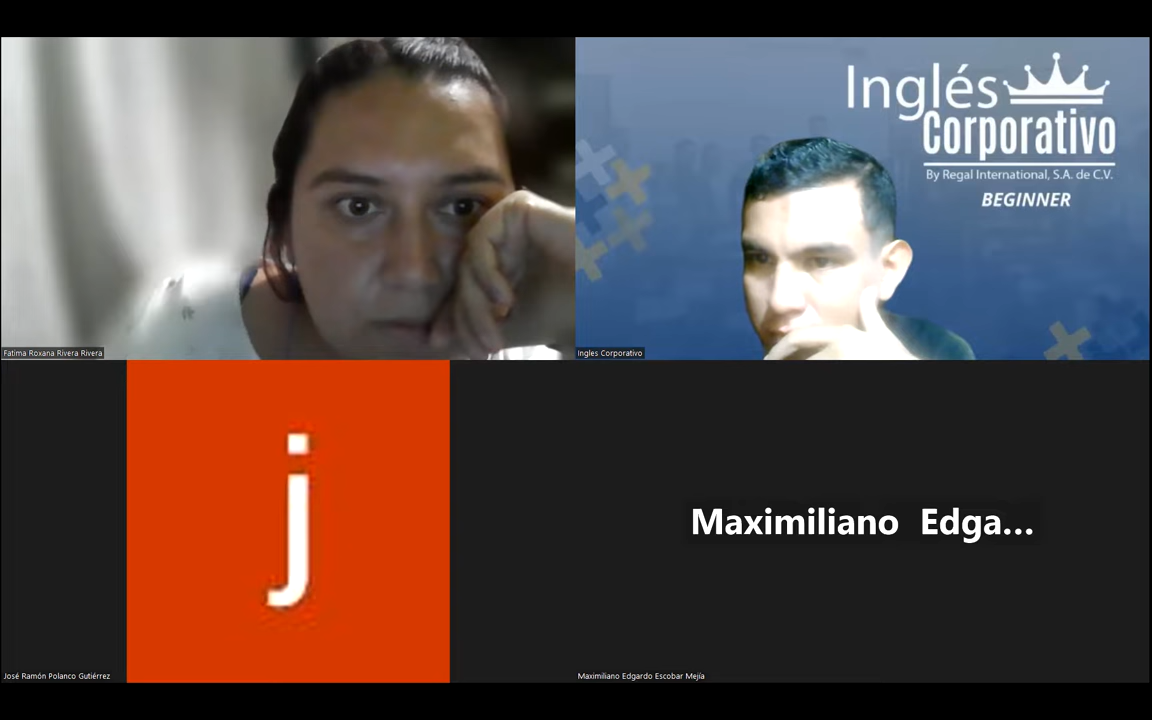 Inglés
Corporativo
By Regal International, S.A. de C.V.
BEGINNER
Fatima Roxana Rivera Rivera
Ingles Corporativo
j
Maximiliano Edga...
José Ramón Polanco Gutiérrez
Maximiliano Edgardo Escobar Mejía